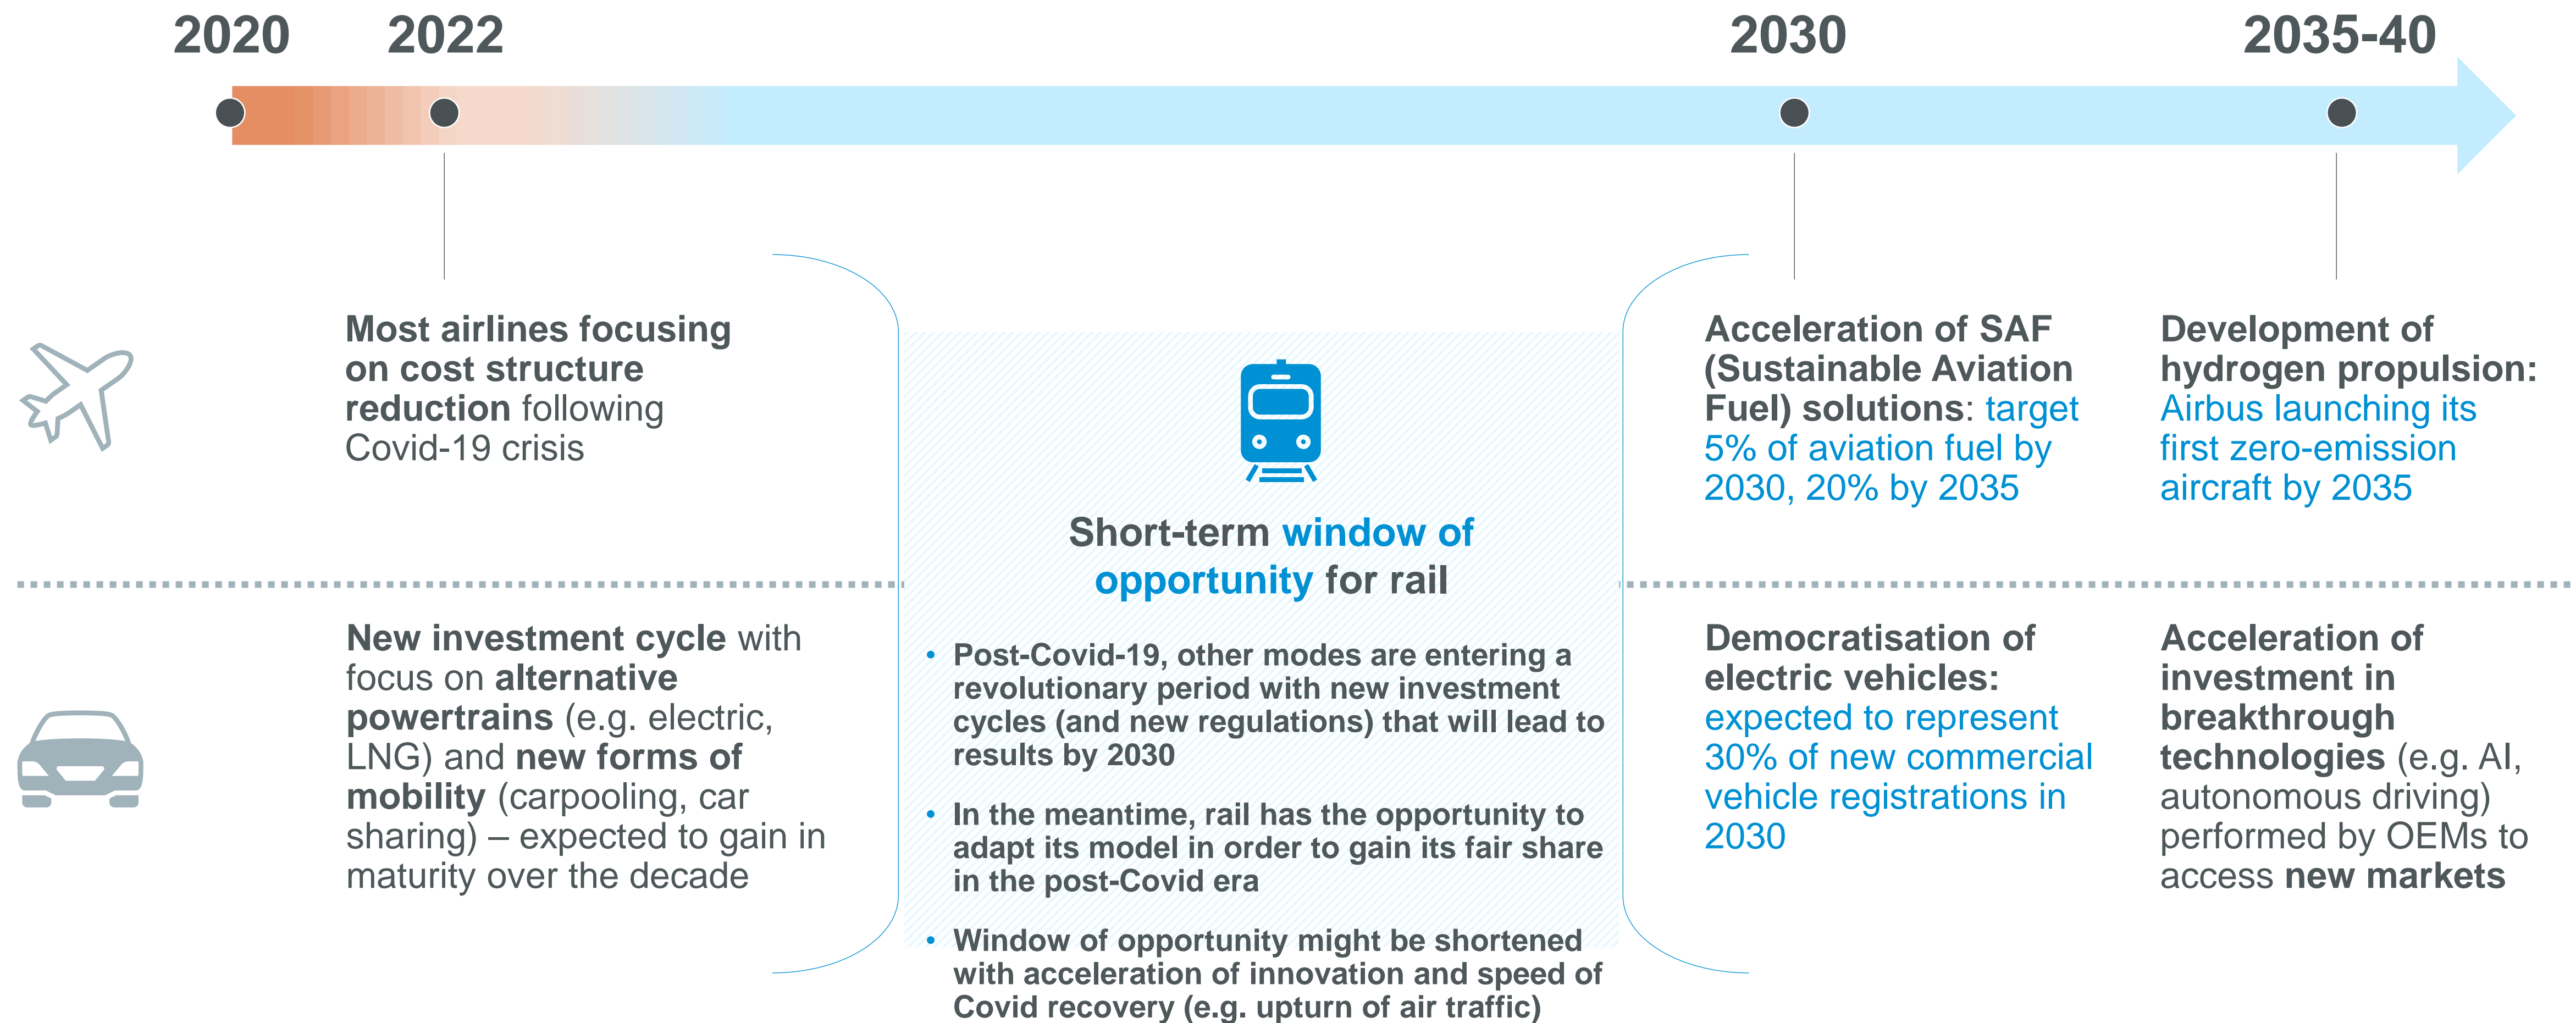 2020
2022
2030
2035-40
Most airlines focusing
on cost structure
reduction following
Covid-19 crisis
New investment cycle with
focus on alternative
powertrains (e.g. electric,
LNG) and new forms of
mobility (carpooling, car
sharing) – expected to gain in
maturity over the decade
Short-term window of
opportunity for rail
• Post-Covid-19, other modes are entering a
revolutionary period with new investment
cycles (and new regulations) that will lead to
results by 2030
• In the meantime, rail has the opportunity to
adapt its model in order to gain its fair share
in the post-Covid era
• Window of opportunity might be shortened
with acceleration of innovation and speed of
Covid recovery (e.g. upturn of air traffic)
Acceleration of SAF
(Sustainable Aviation
Fuel) solutions: target
5% of aviation fuel by
2030, 20% by 2035
Democratisation of
electric vehicles:
expected to represent
30% of new commercial
vehicle registrations in
2030
Development of
hydrogen propulsion:
Airbus launching its
first zero-emission
aircraft by 2035
Acceleration of
investment in
breakthrough
technologies (e.g. AI,
autonomous driving)
performed by OEMs to
access new markets